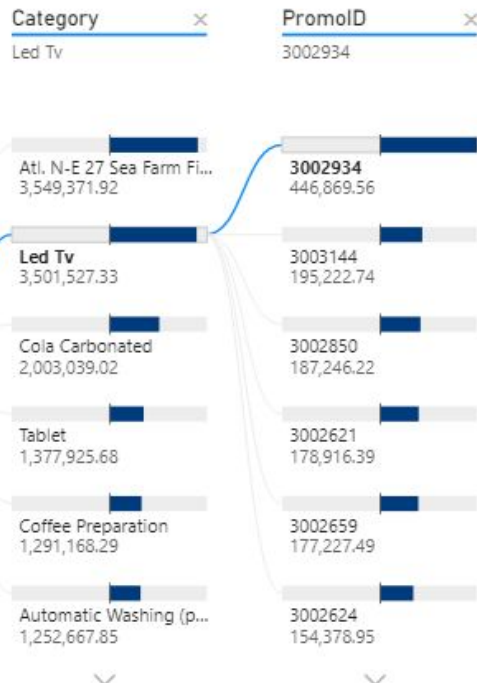 Category
Led Tv
Atl. N-E 27 Sea Farm Fi...
3,549,371.92
Led Tv
3,501,527.33
Cola Carbonated
2,003,039.02
Tablet
1,377,925.68
Coffee Preparation
1,291,168.29
Automatic Washing (p...
1,252,667.85
PromoID
3002934
3002934
446,869.56
3003144
195,222.74
3002850
187,246.22
3002621
178,916.39
3002659
177,227.49
3002624
154,378.95